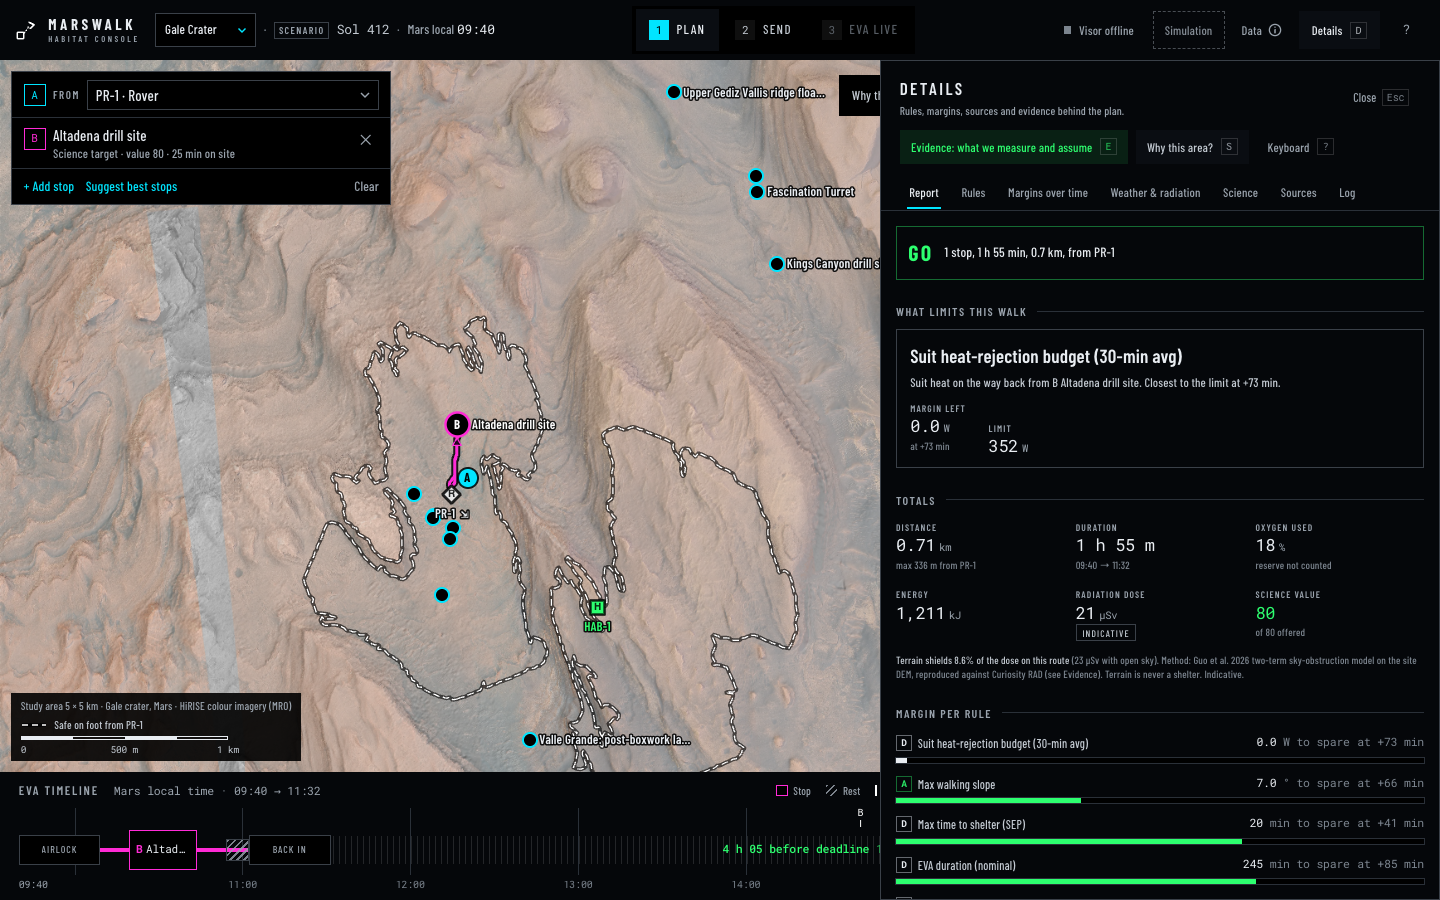 MARSWALK
HABITAT CONSOLE
Gale Crater
· SCENARIO Sol 412 · Mars local 09:40
1 PLAN
2 SEND
3 EVA LIVE
Visor offline
Simulation
Data
Details D
?
A FROM PR-1 · Rover
B Altadena drill site
Science target · value 80 · 25 min on site
+ Add stop Suggest best stops Clear
Upper Gediz Vallis ridge floa...
Why th
Fascination Turret
Kings Canyon drill s
B Altadena drill site
A
PR-1
H
HAB-1
Valle Grande: post-boxwork la...
Study area 5 × 5 km · Gale crater, Mars · HiRISE colour imagery (MRO)
Safe on foot from PR-1
0 500 m 1 km
EVA TIMELINE Mars local time · 09:40 → 11:32
Stop Rest
B
AIRLOCK
B Altad…
BACK IN
4 h 05 before deadline
09:40 11:00 12:00 13:00 14:00
DETAILS
Rules, margins, sources and evidence behind the plan.
Close Esc
Evidence: what we measure and assume E
Why this area? S
Keyboard ?
Report Rules Margins over time Weather & radiation Science Sources Log
GO 1 stop, 1 h 55 min, 0.7 km, from PR-1
WHAT LIMITS THIS WALK
Suit heat-rejection budget (30-min avg)
Suit heat on the way back from B Altadena drill site. Closest to the limit at +73 min.
MARGIN LEFT
0.0 W
at +73 min
LIMIT
352 W
TOTALS
DISTANCE
0.71 km
max 336 m from PR-1
DURATION
1 h 55 m
09:40 → 11:32
OXYGEN USED
18 %
reserve not counted
ENERGY
1,211 kJ
RADIATION DOSE
21 µSv
INDICATIVE
SCIENCE VALUE
80
of 80 offered
Terrain shields 8.6% of the dose on this route (23 µSv with open sky). Method: Guo et al. 2026 two-term sky-obstruction model on the site
DEM, reproduced against Curiosity RAD (see Evidence). Terrain is never a shelter. Indicative.
MARGIN PER RULE
D Suit heat-rejection budget (30-min avg) 0.0 W to spare at +73 min
A Max walking slope 7.0 ° to spare at +66 min
D Max time to shelter (SEP) 20 min to spare at +41 min
D EVA duration (nominal) 245 min to spare at +85 min